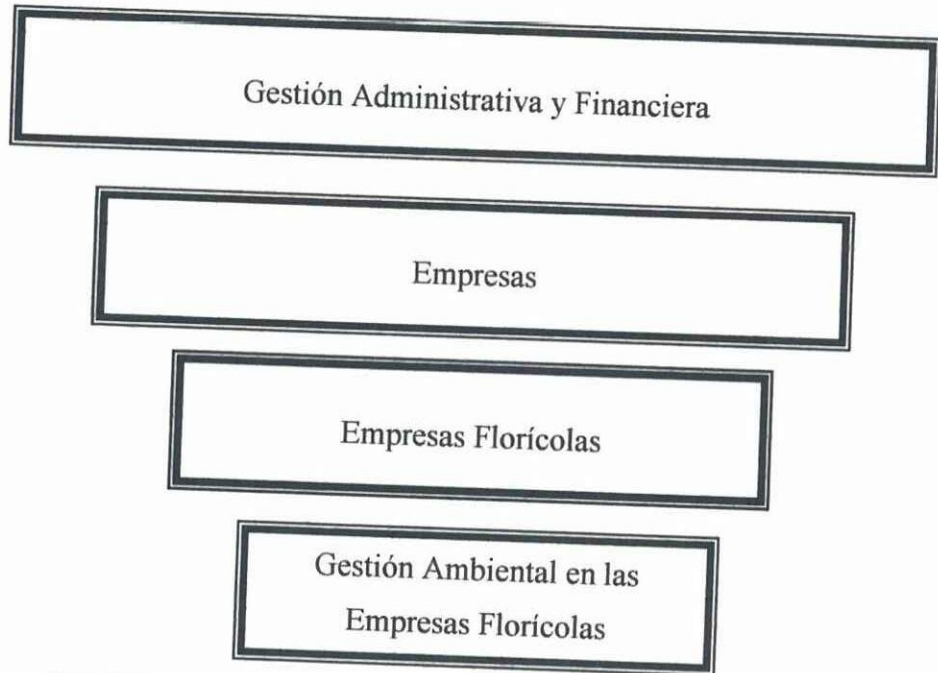 Gestión Administrativa y Financiera
Empresas
Empresas Florícolas
Gestión Ambiental en las
Empresas Florícolas